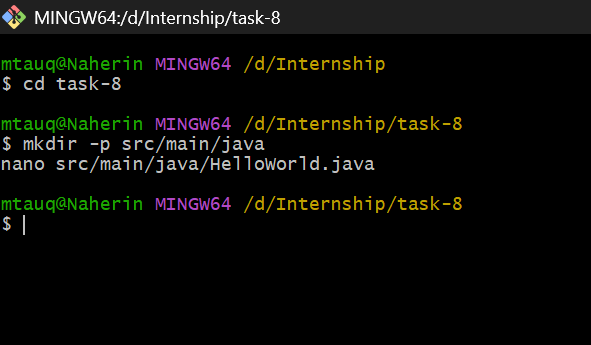 MINGW64:/d/Internship/task-8
mtauq@Naherin MINGW64 /d/Internship
$ cd task-8
mtauq@Naherin MINGW64 /d/Internship/task-8
$ mkdir -p src/main/java
nano src/main/java/HelloWorld.java
mtauq@Naherin MINGW64 /d/Internship/task-8
$